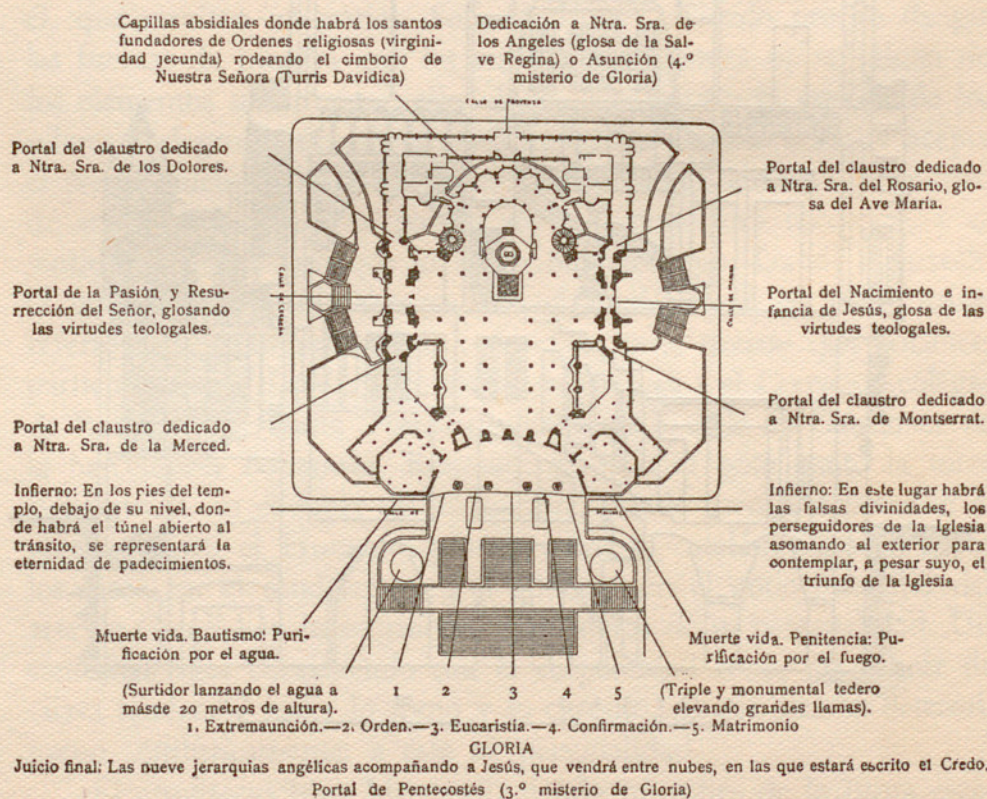 Capillas absidiales donde habrá los santos
fundadores de Ordenes religiosas (virgini-
dad jecunda) rodeando el cimborio de
Nuestra Señora (Turris Davidica)
Dedicación a Ntra. Sra. de
los Angeles (glosa de la Sal-
ve Regina) o Asunción (4.º
misterio de Gloria)
CALLE DE PROVENZA
Portal del claustro dedicado
a Ntra. Sra. de los Dolores.
Portal del claustro dedicado
a Ntra. Sra. del Rosario, glo-
sa del Ave María.
Portal de la Pasión y Resu-
rrección del Señor, glosando
las virtudes teologales.
CALLE DE
Portal del Nacimiento e in-
fancia de Jesús, glosa de las
virtudes teologales.
CALLE DE MARINA
Portal del claustro dedicado
a Ntra. Sra. de la Merced.
Portal del claustro dedicado
a Ntra. Sra. de Montserrat.
Infierno: En los pies del tem-
plo, debajo de su nivel, don-
de habrá el túnel abierto al
tránsito, se representará la
eternidad de padecimientos.
CALLE DE
Infierno: En este lugar habrá
las falsas divinidades, los
perseguidores de la Iglesia
asomando al exterior para
contemplar, a pesar suyo, el
triunfo de la Iglesia
Muerte vida. Bautismo: Puri-
ficación por el agua.
Muerte vida. Penitencia: Pu-
rificación por el fuego.
(Surtidor lanzando el agua a
másde 20 metros de altura).
1 2 3 4 5
(Triple y monumental tedero
elevando grandes llamas).
1. Extremaunción.—2. Orden.—3. Eucaristía.—4. Confirmación.—5. Matrimonio
GLORIA
Juicio final: Las nueve jerarquias angélicas acompañando a Jesús, que vendrá entre nubes, en las que estará escrito el Credo.
Portal de Pentecostés (3.º misterio de Gloria)